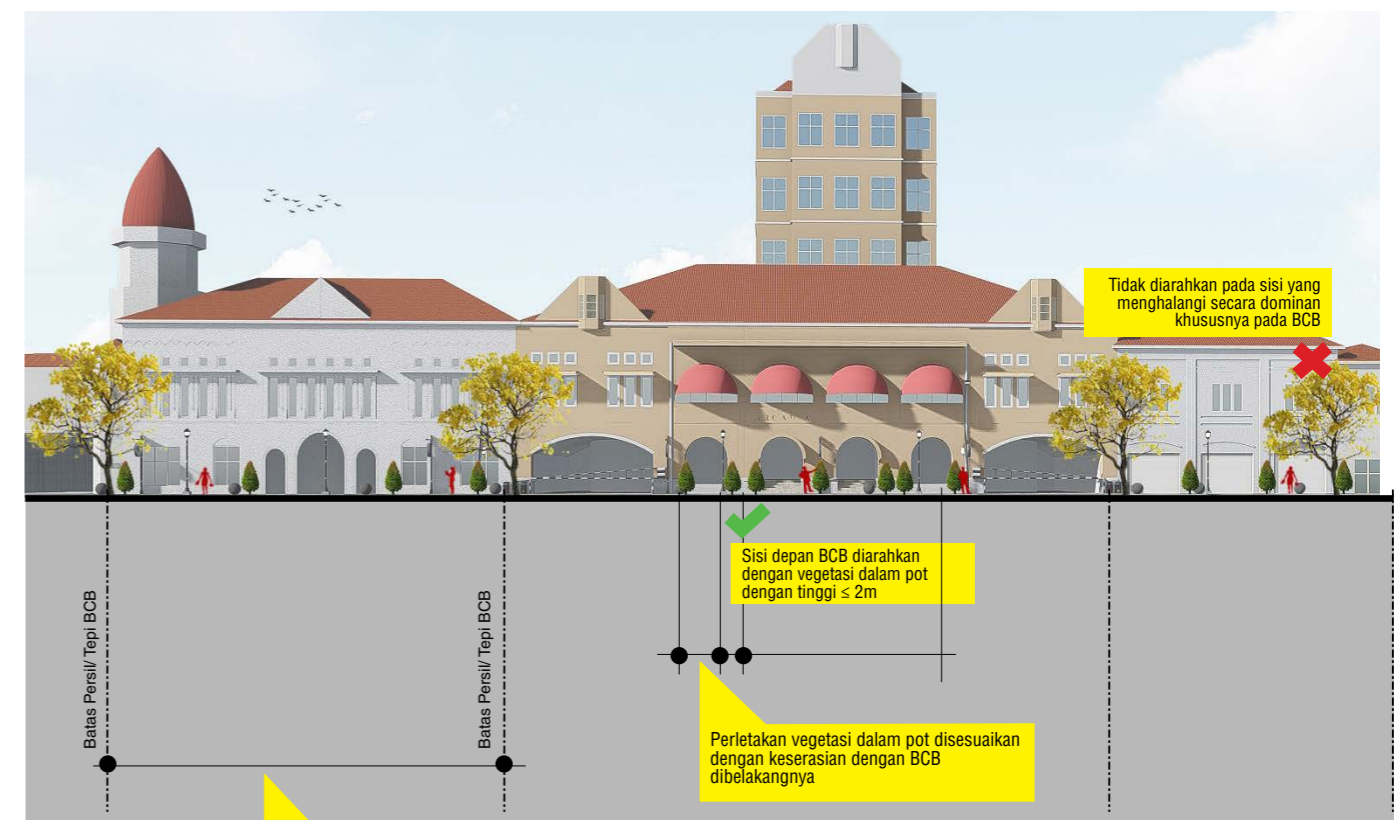 Tidak diarahkan pada sisi yang
menghalangi secara dominan
khususnya pada BCB
Sisi depan BCB diarahkan
dengan vegetasi dalam pot
dengan tinggi ≤ 2m
Batas Persil/ Tepi BCB
Batas Persil/ Tepi BCB
Perletakan vegetasi dalam pot disesuaikan
dengan keserasian dengan BCB
dibelakangnya